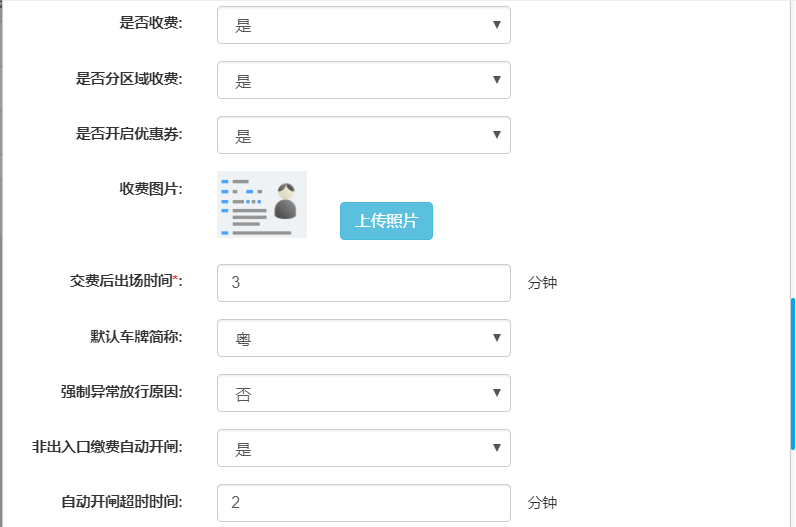 是否收费: 是
是否分区域收费: 是
是否开启优惠券: 是
收费图片: 上传照片
交费后出场时间*: 3 分钟
默认车牌简称: 粤
强制异常放行原因: 否
非出入口缴费自动开闸: 是
自动开闸超时时间: 2 分钟